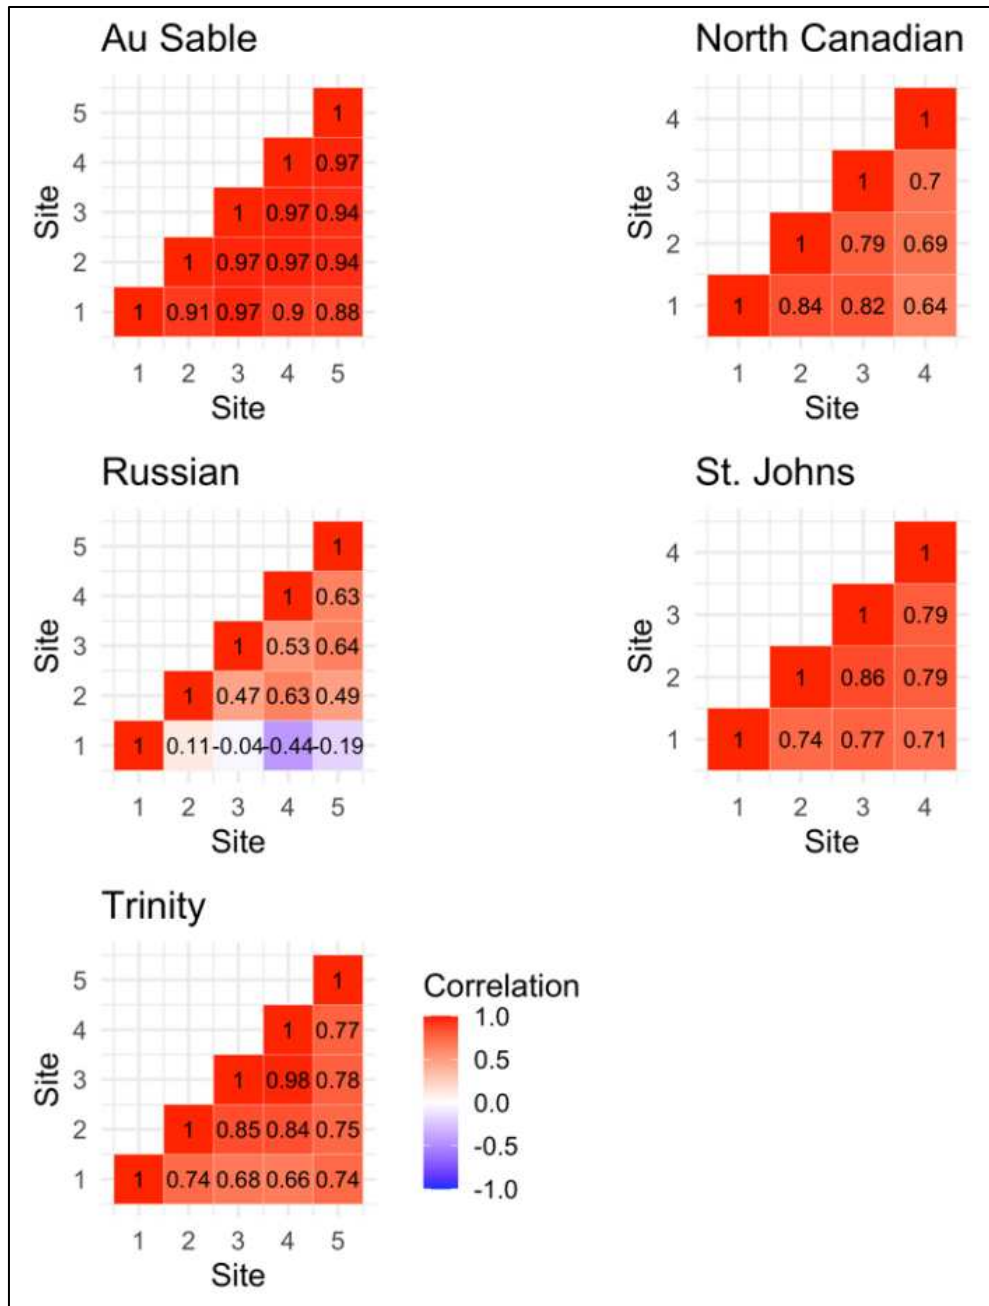 Au Sable
Site
5 1
4 1 0.97
3 1 0.97 0.94
2 1 0.97 0.97 0.94
1 1 0.91 0.97 0.9 0.88
1 2 3 4 5
Site
North Canadian
Site
4 1
3 1 0.7
2 1 0.79 0.69
1 1 0.84 0.82 0.64
1 2 3 4
Site
Russian
Site
5 1
4 1 0.63
3 1 0.53 0.64
2 1 0.47 0.63 0.49
1 1 0.11 -0.04 -0.44 -0.19
1 2 3 4 5
Site
St. Johns
Site
4 1
3 1 0.79
2 1 0.86 0.79
1 1 0.74 0.77 0.71
1 2 3 4
Site
Trinity
Site
5 1
4 1 0.77
3 1 0.98 0.78
2 1 0.85 0.84 0.75
1 1 0.74 0.68 0.66 0.74
1 2 3 4 5
Site
Correlation
1.0
0.5
0.0
-0.5
-1.0